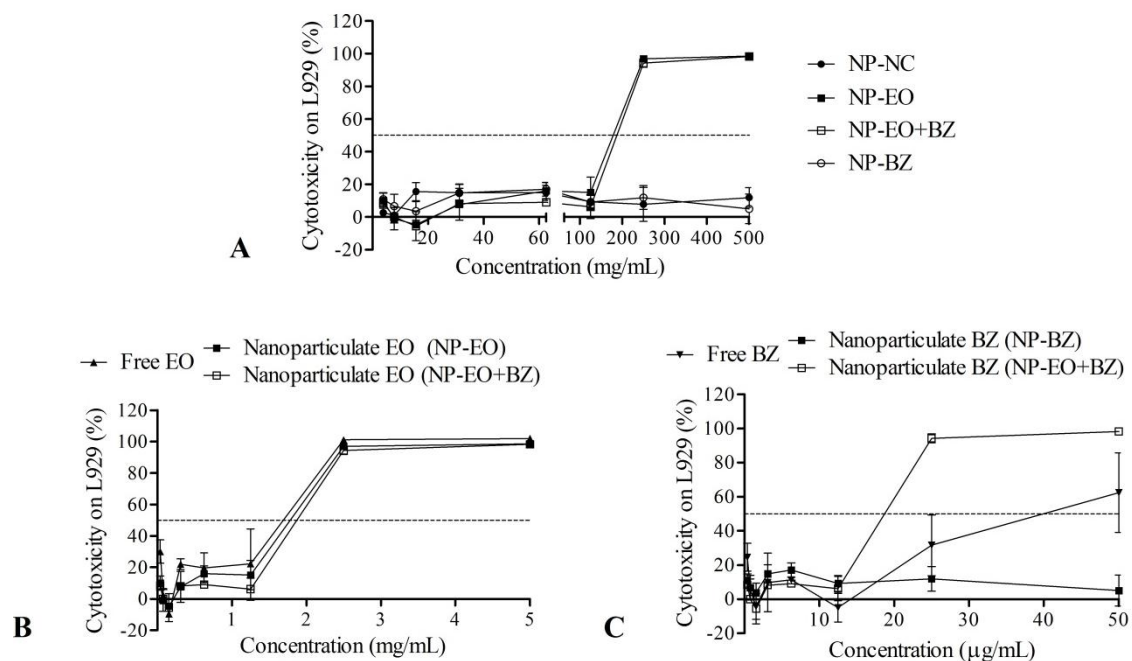 120
100
80
60
40
20
0
-20
Cytotoxicity on L929 (%)
20 40 60 100 200 300 400 500
Concentration (mg/mL)
NP-NC
NP-EO
NP-EO+BZ
NP-BZ
A
Free EO
Nanoparticulate EO (NP-EO)
Nanoparticulate EO (NP-EO+BZ)
120
100
80
60
40
20
0
-20
Cytotoxicity on L929 (%)
1 2 3 4 5
Concentration (mg/mL)
B
Free BZ
Nanoparticulate BZ (NP-BZ)
Nanoparticulate BZ (NP-EO+BZ)
120
100
80
60
40
20
0
-20
Cytotoxicity on L929 (%)
10 20 30 40 50
Concentration (µg/mL)
C